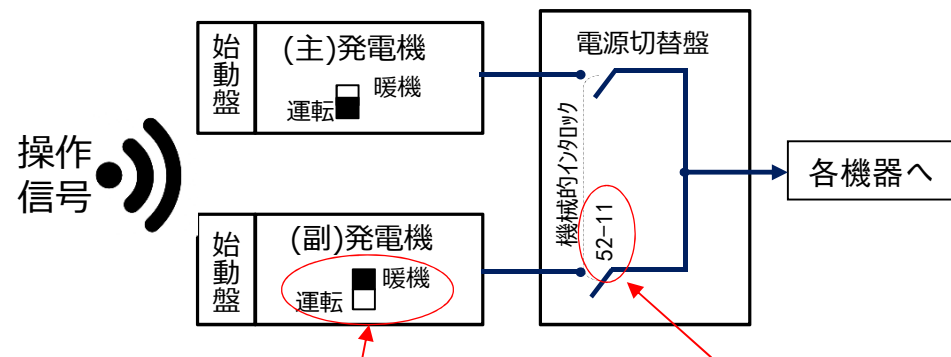 操作
信号
始動盤
(主)発電機
暖機
運転
始動盤
(副)発電機
暖機
運転
電源切替盤
機械的ｲﾝﾀﾛｯｸ
52-11
各機器へ